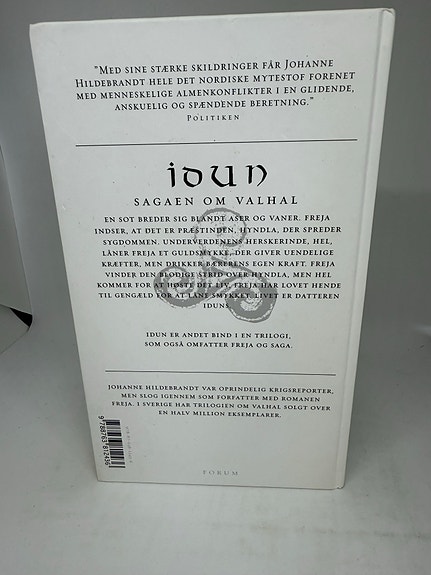 "Med sine stærke skildringer får Johanne
Hildebrandt hele det nordiske mytestof forenet
med menneskelige almenkonflikter i en glidende,
anskuelig og spændende beretning."
Politiken
iDUN
SAGAEN OM VALHAL
EN SOT BREDER SIG BLANDT ASER OG VANER. FREJA
INDSER, AT DET ER PRÆSTINDEN, HYNDLA, DER SPREDER
SYGDOMMEN. UNDERVERDENENS HERSKERINDE, HEL,
LÅNER FREJA ET GULDSMYKKE, DER GIVER UENDELIGE
KRÆFTER, MEN DRIKKER BÆRERENS EGEN KRAFT. FREJA
VINDER DEN BLODIGE STRID OVER HYNDLA, MEN HEL
KOMMER FOR AT HØSTE DET LIV, FREJA HAR LOVET HENDE
TIL GENGÆLD FOR AT LÅNE SMYKKET. LIVET ER DATTEREN
IDUNS.
IDUN ER ANDET BIND I EN TRILOGI,
SOM OGSÅ OMFATTER FREJA OG SAGA.
JOHANNE HILDEBRANDT VAR OPRINDELIG KRIGSREPORTER,
MEN SLOG IGENNEM SOM FORFATTER MED ROMANEN
FREJA. I SVERIGE HAR TRILOGIEN OM VALHAL SOLGT OVER
EN HALV MILLION EKSEMPLARER.
9788763812436
FORUM